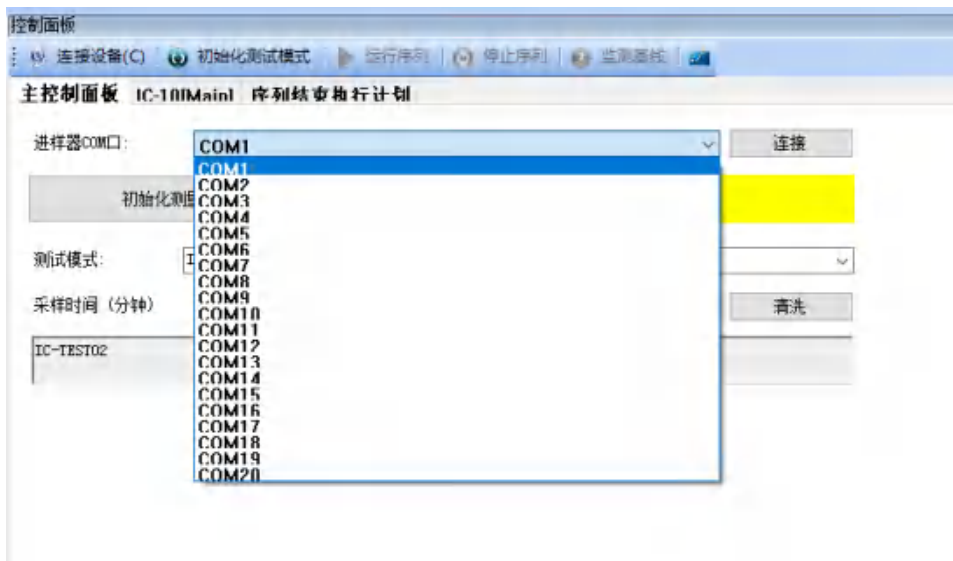 控制面板
连接设备(C) 初始化测试模式 运行序列 停止序列 监测基线
主控制面板 IC-10[Main] 序列结束执行计划
进样器COM口: COM1 连接
COM1
初始化测
COM2
COM3
COM4
COM5
测试模式: I
COM6
COM7
COM8
采样时间（分钟） 清洗
COM9
COM10
COM11
IC-TEST02
COM12
COM13
COM14
COM15
COM16
COM17
COM18
COM19
COM20